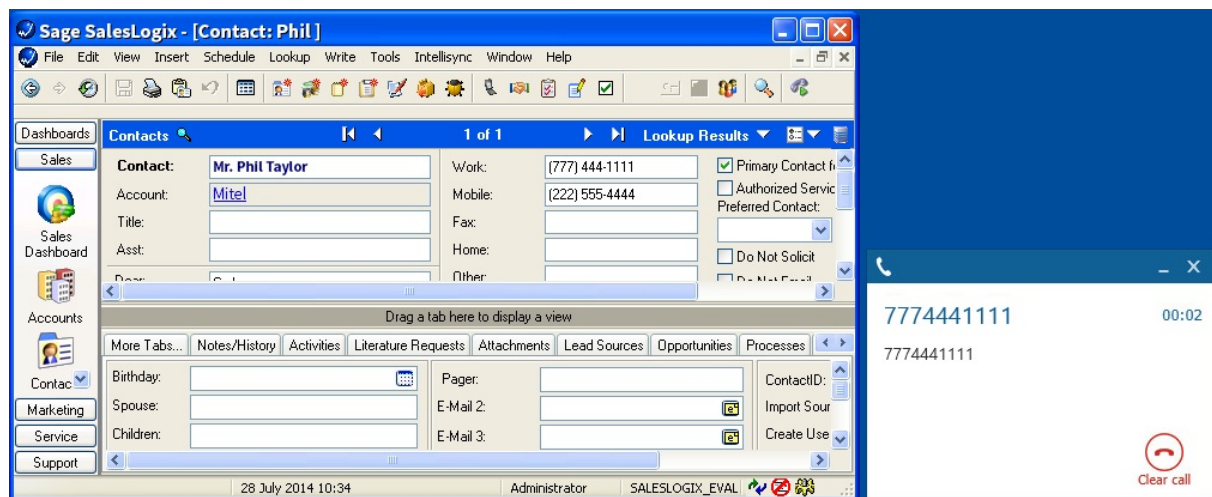 Sage SalesLogix - [Contact: Phil ]
File Edit View Insert Schedule Lookup Write Tools Intellisync Window Help
Dashboards
Sales
Sales Dashboard
Accounts
Contac
Marketing
Service
Support
Contacts 1 of 1 Lookup Results
Contact: Mr. Phil Taylor
Account: Mitel
Title:
Asst:
Work: (777) 444-1111
Mobile: (222) 555-4444
Fax:
Home:
Other
Primary Contact f
Authorized Servic
Preferred Contact:
Do Not Solicit
Drag a tab here to display a view
More Tabs... Notes/History Activities Literature Requests Attachments Lead Sources Opportunities Processes
Birthday:
Spouse:
Children:
Pager:
E-Mail 2:
E-Mail 3:
ContactID:
Import Sour
Create Use
28 July 2014 10:34 Administrator SALESLOGIX_EVAL
7774441111 00:02
7774441111
Clear call